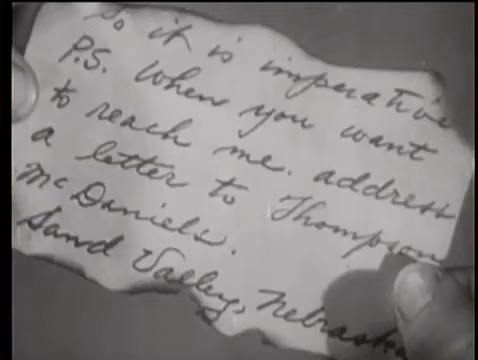 So it is imperative
P.S. When you want
to reach me. address
a letter to Thompson
McDaniels.
Sand Valley, Nebraska